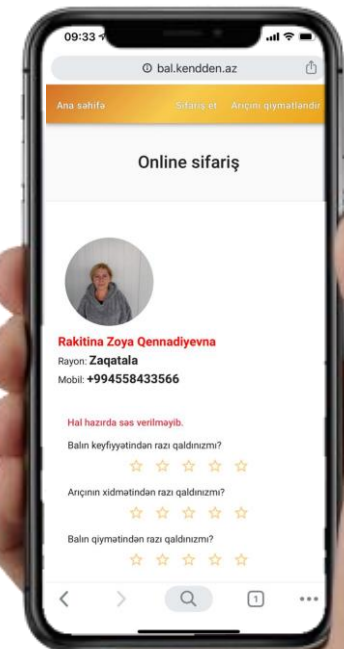 09:33
bal.kendden.az
Ana səhifə Sifariş et Arıçını qiymətləndir
Online sifariş
Rakitina Zoya Qennadiyevna
Rayon: Zaqatala
Mobil: +994558433566
Hal hazırda səs verilməyib.
Balın keyfiyyətindən razı qaldınızmı?
Arıçının xidmətindən razı qaldınızmı?
Balın qiymətindən razı qaldınızmı?
1